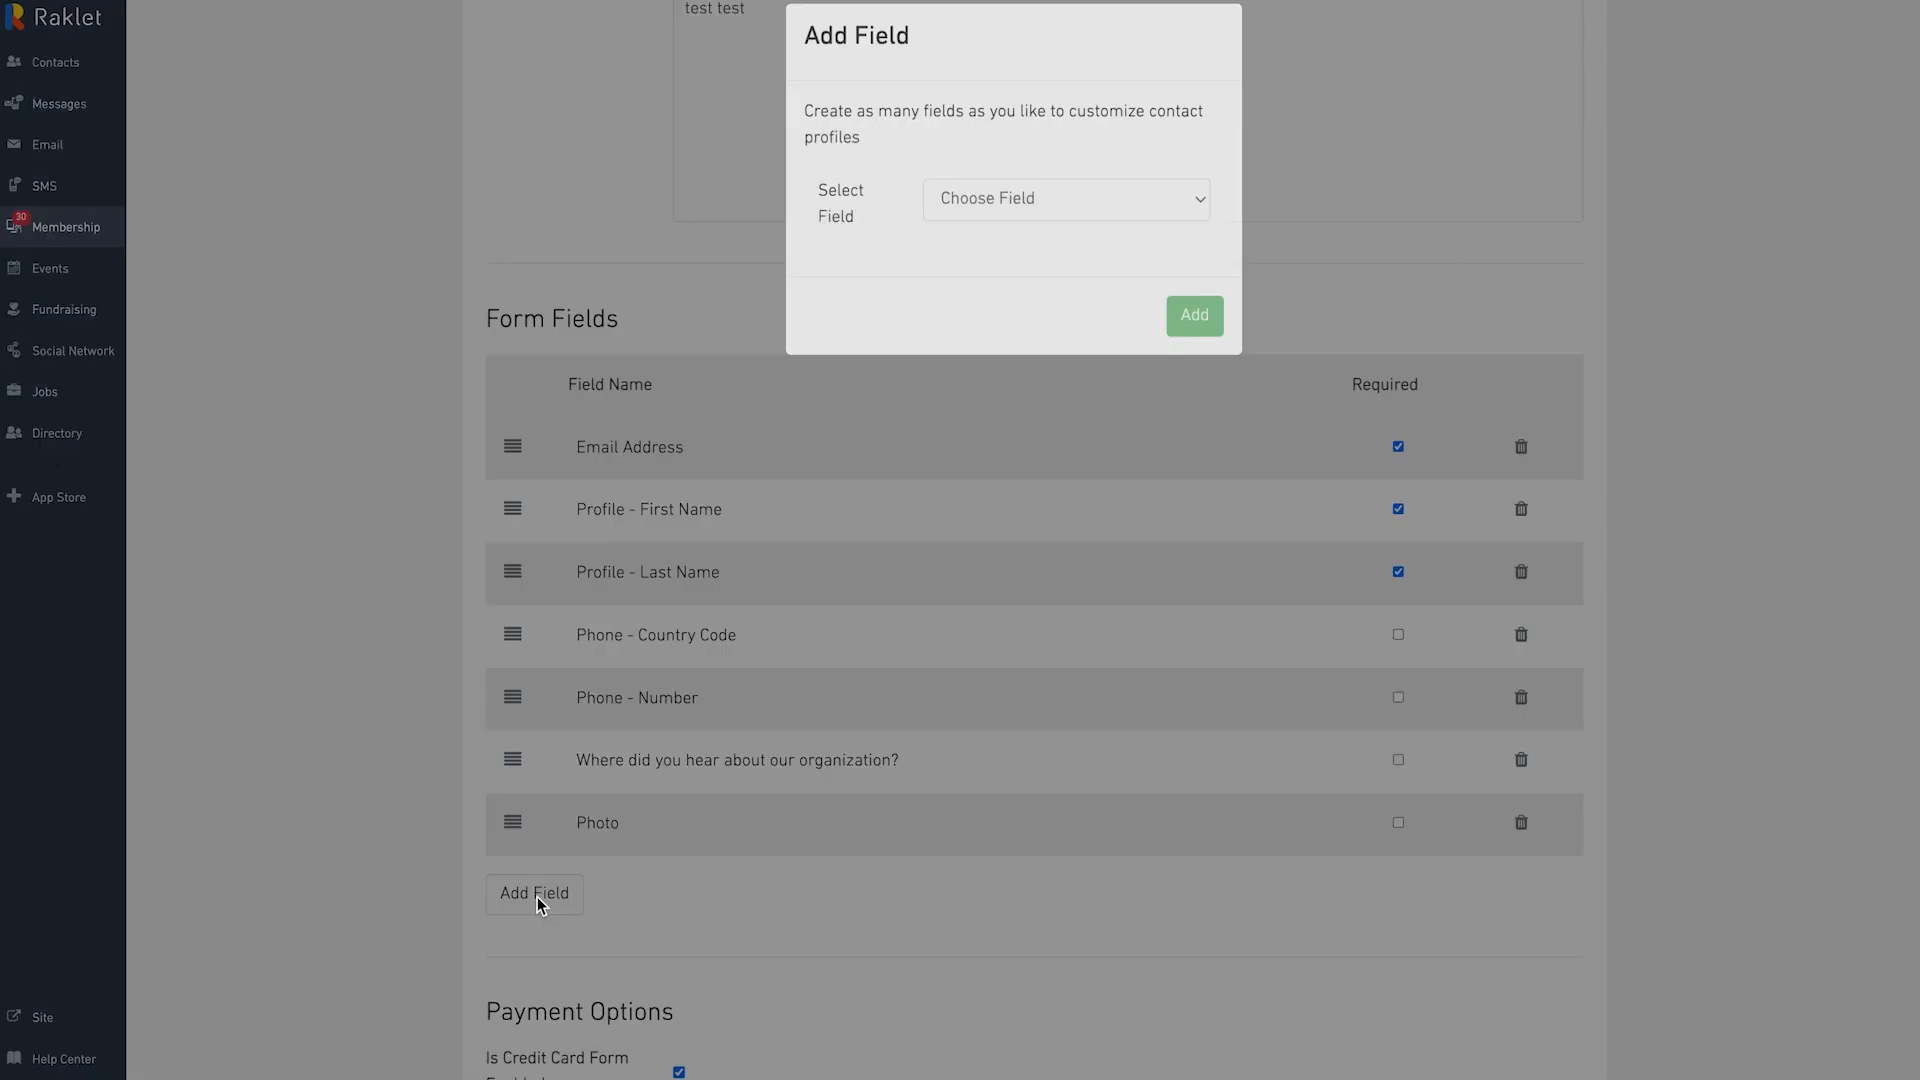 Raklet
Contacts
Messages
Email
SMS
30
Membership
Events
Fundraising
Social Network
Jobs
Directory
App Store
Site
Help Center
test test
Add Field
Create as many fields as you like to customize contact
profiles
Select
Field
Choose Field
Add
Form Fields
Field Name Required
Email Address
Profile - First Name
Profile - Last Name
Phone - Country Code
Phone - Number
Where did you hear about our organization?
Photo
Add Field
Payment Options
Is Credit Card Form